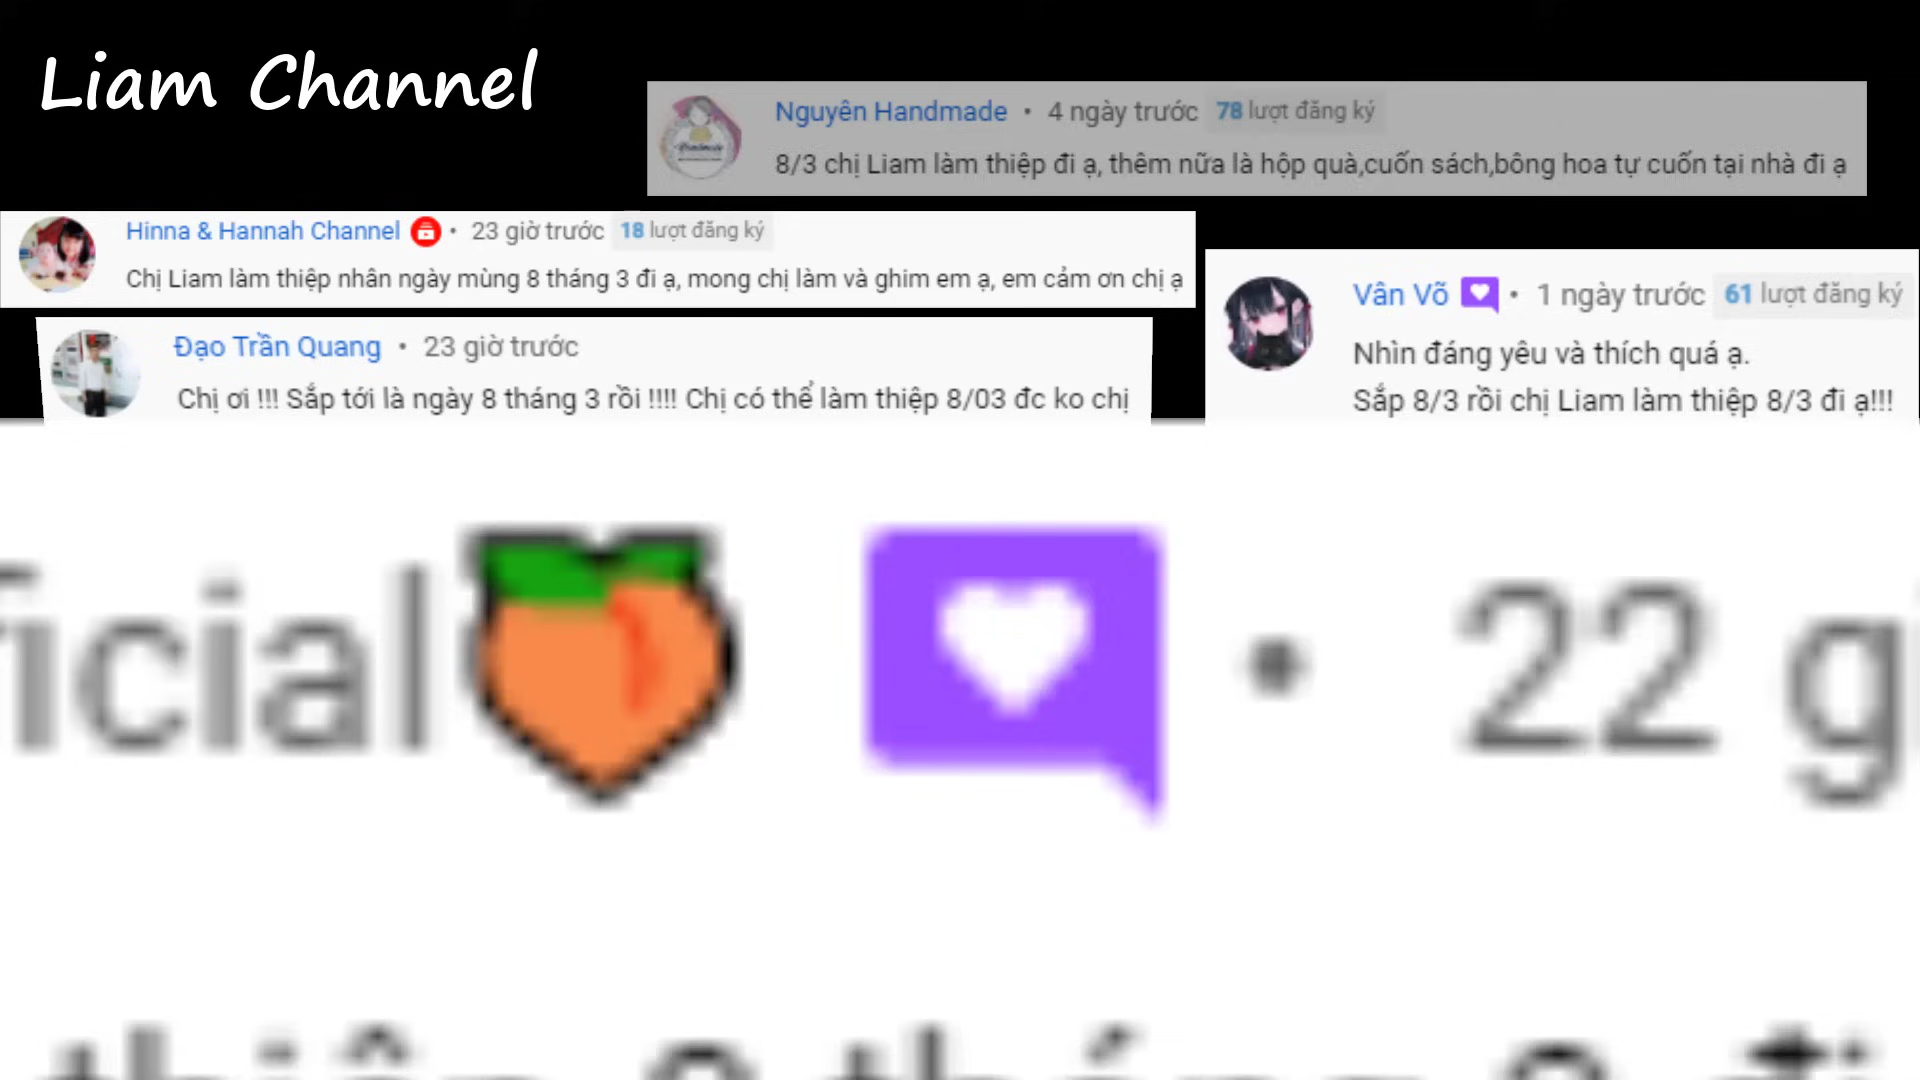 Liam Channel
Nguyên Handmade • 4 ngày trước 78 lượt đăng ký
8/3 chị Liam làm thiệp đi ạ, thêm nữa là hộp quà,cuốn sách,bông hoa tự cuốn tại nhà đi ạ
Hinna & Hannah Channel • 23 giờ trước 18 lượt đăng ký
Chị Liam làm thiệp nhân ngày mùng 8 tháng 3 đi ạ, mong chị làm và ghim em ạ, em cảm ơn chị ạ
Vân Võ • 1 ngày trước 61 lượt đăng ký
Nhìn đáng yêu và thích quá ạ.
Sắp 8/3 rồi chị Liam làm thiệp 8/3 đi ạ!!!
Đạo Trần Quang • 23 giờ trước
Chị ơi !!! Sắp tới là ngày 8 tháng 3 rồi !!!! Chị có thể làm thiệp 8/03 đc ko chị
ficial🍑 • 22 gi